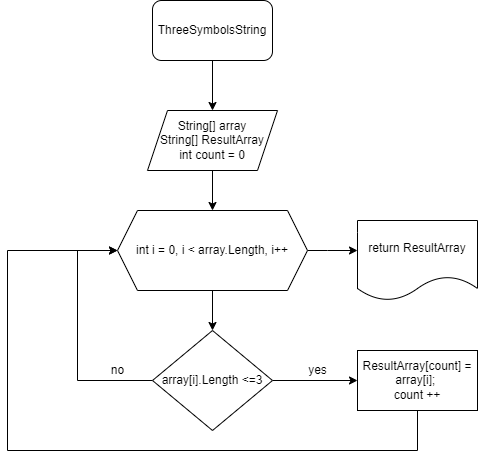 ThreeSymbolsString
String[] array
String[] ResultArray
int count = 0
int i = 0, i < array.Length, i++
return ResultArray
array[i].Length <=3
no
yes
ResultArray[count] =
array[i];
count ++